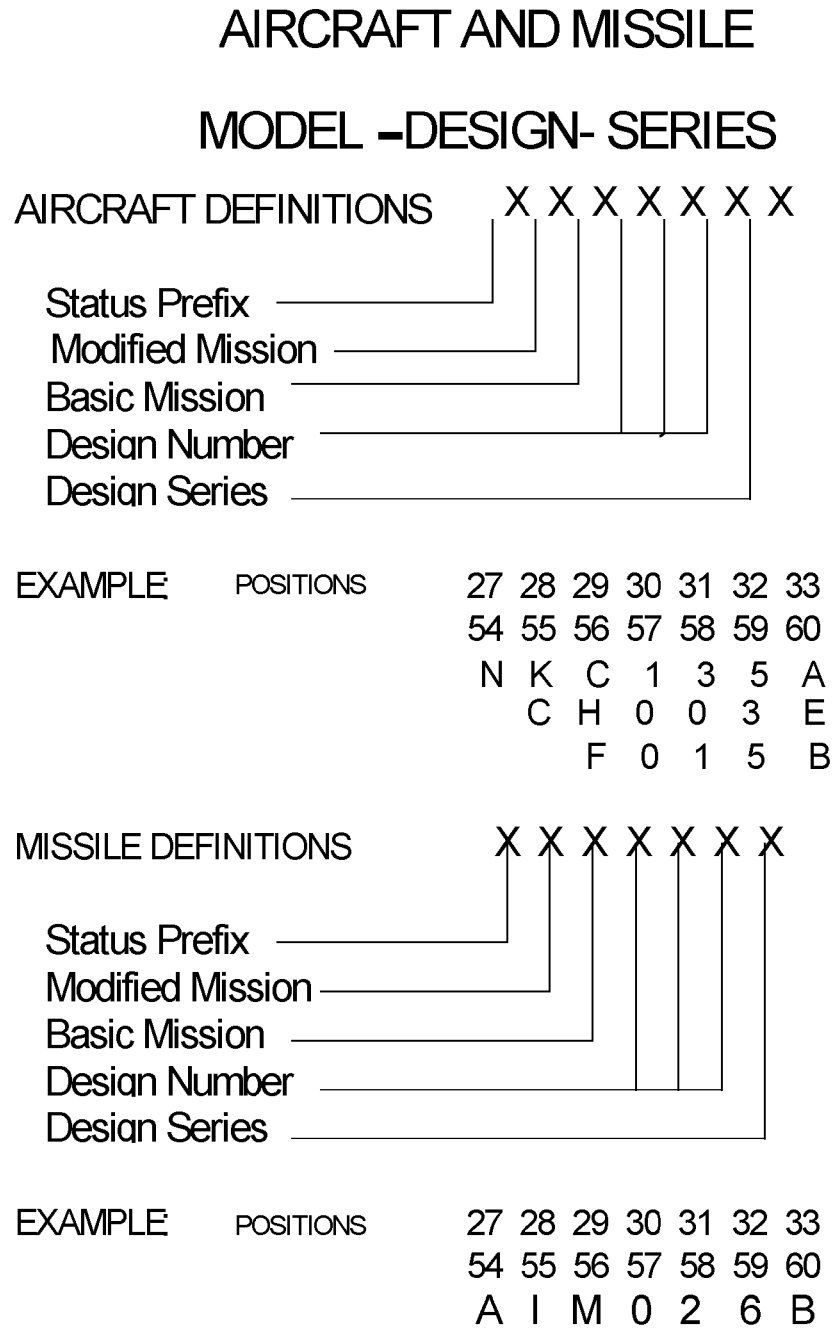 AIRCRAFT AND MISSILE
MODEL –DESIGN- SERIES
AIRCRAFT DEFINITIONS X X X X X X X
Status Prefix
Modified Mission
Basic Mission
Design Number
Design Series
EXAMPLE: POSITIONS 27 28 29 30 31 32 33
54 55 56 57 58 59 60
N K C 1 3 5 A
C H 0 0 3 E
F 0 1 5 B
MISSILE DEFINITIONS X X X X X X X
Status Prefix
Modified Mission
Basic Mission
Design Number
Design Series
EXAMPLE: POSITIONS 27 28 29 30 31 32 33
54 55 56 57 58 59 60
A I M 0 2 6 B